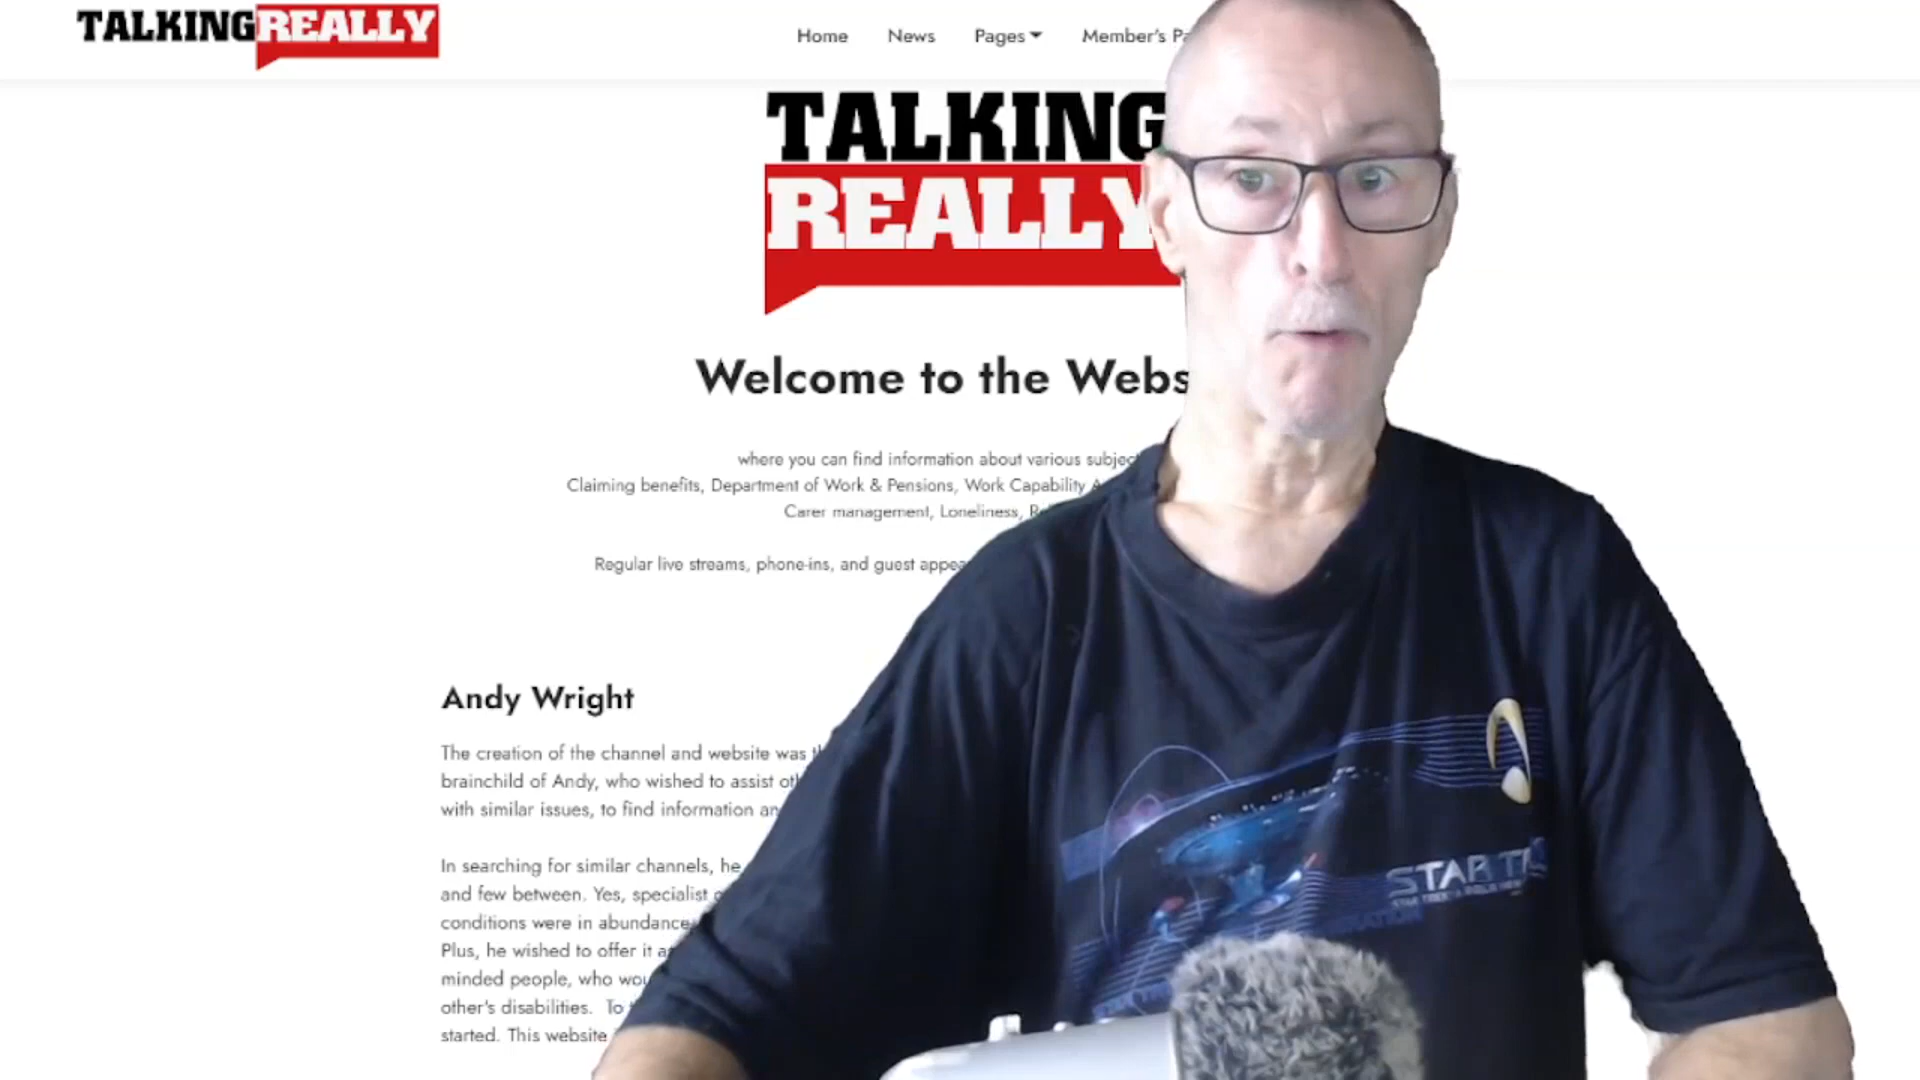 TALKING REALLY
Home News Pages Member's
TALKING
REALLY
Welcome to the
where you can find information about various
Claiming benefits, Department of Work & Pensions, Work Capability
Carer management, Loneliness,
Regular live streams, phone-ins, and guest
Andy Wright
The creation of the channel and website was
brainchild of Andy, who wished to assist
with similar issues, to find information
In searching for similar channels, he
and few between. Yes, specialist
conditions were in abundance
Plus, he wished to offer it
minded people, who
other's disabilities. To
started. This website
STAR